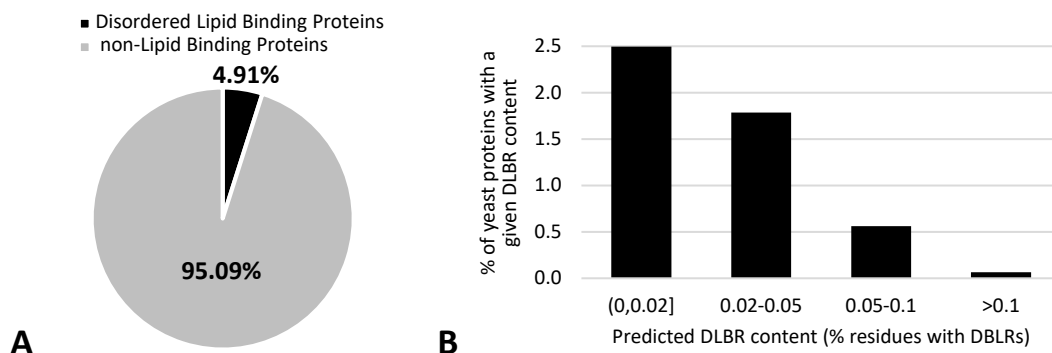 Disordered Lipid Binding Proteins
non-Lipid Binding Proteins
4.91%
95.09%
A
% of yeast proteins with a
given DLBR content
2.5
2.0
1.5
1.0
0.5
0.0
(0,0.02] 0.02-0.05 0.05-0.1 >0.1
Predicted DLBR content (% residues with DBLRs)
B